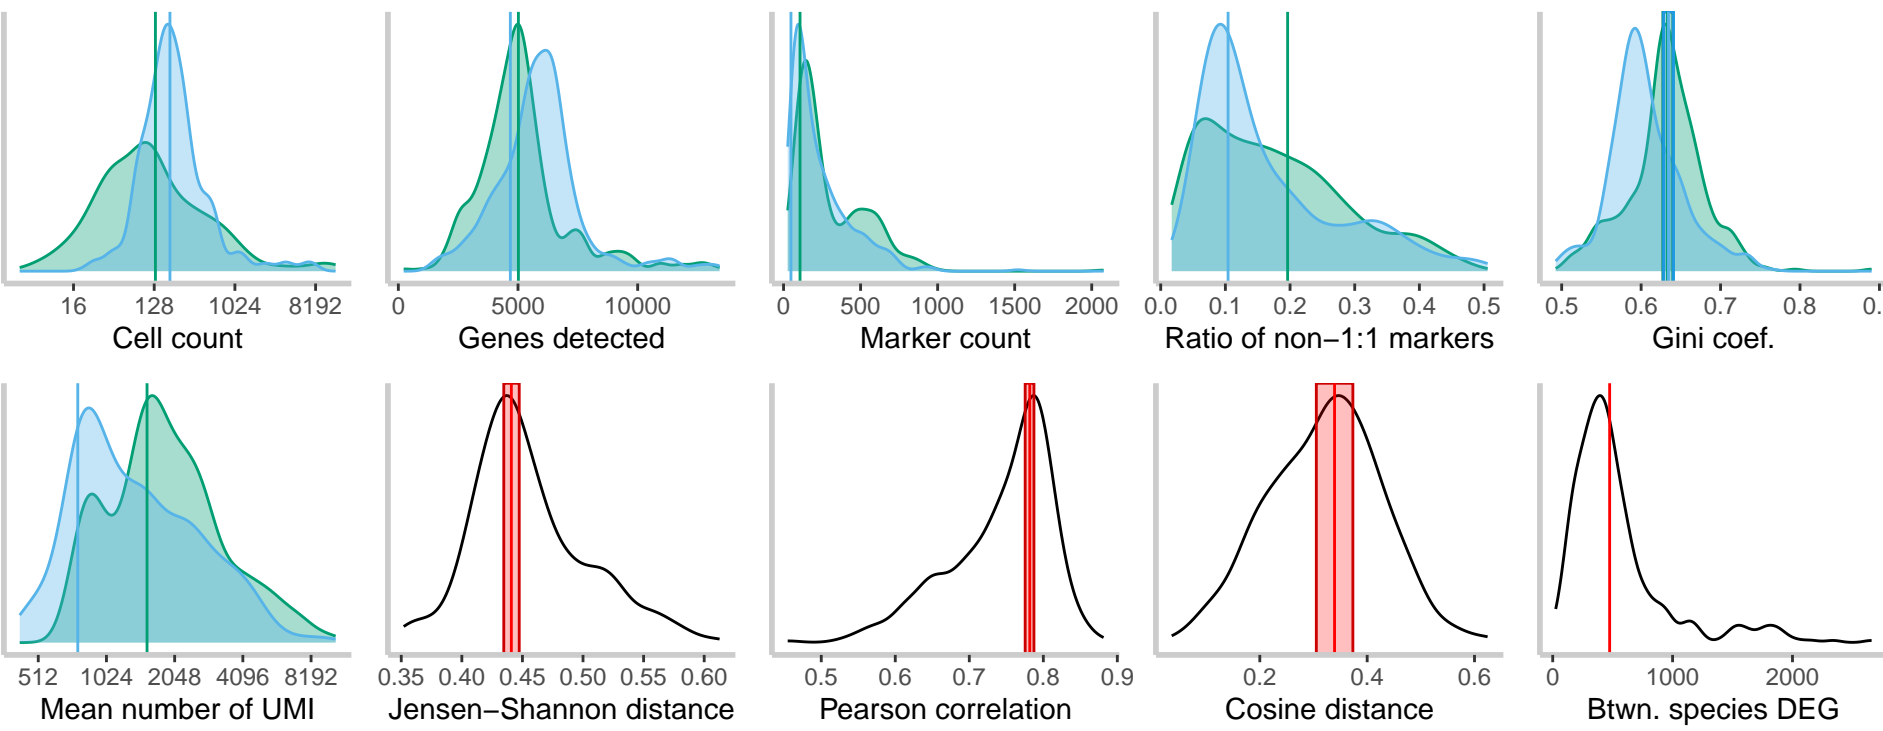 16 128 1024 8192
Cell count
0 5000 10000
Genes detected
0 500 1000 1500 2000
Marker count
0.0 0.1 0.2 0.3 0.4 0.5
Ratio of non−1:1 markers
0.5 0.6 0.7 0.8 0.
Gini coef.
512 1024 2048 4096 8192
Mean number of UMI
0.35 0.40 0.45 0.50 0.55 0.60
Jensen−Shannon distance
0.5 0.6 0.7 0.8 0.9
Pearson correlation
0.2 0.4 0.6
Cosine distance
0 1000 2000
Btwn. species DEG